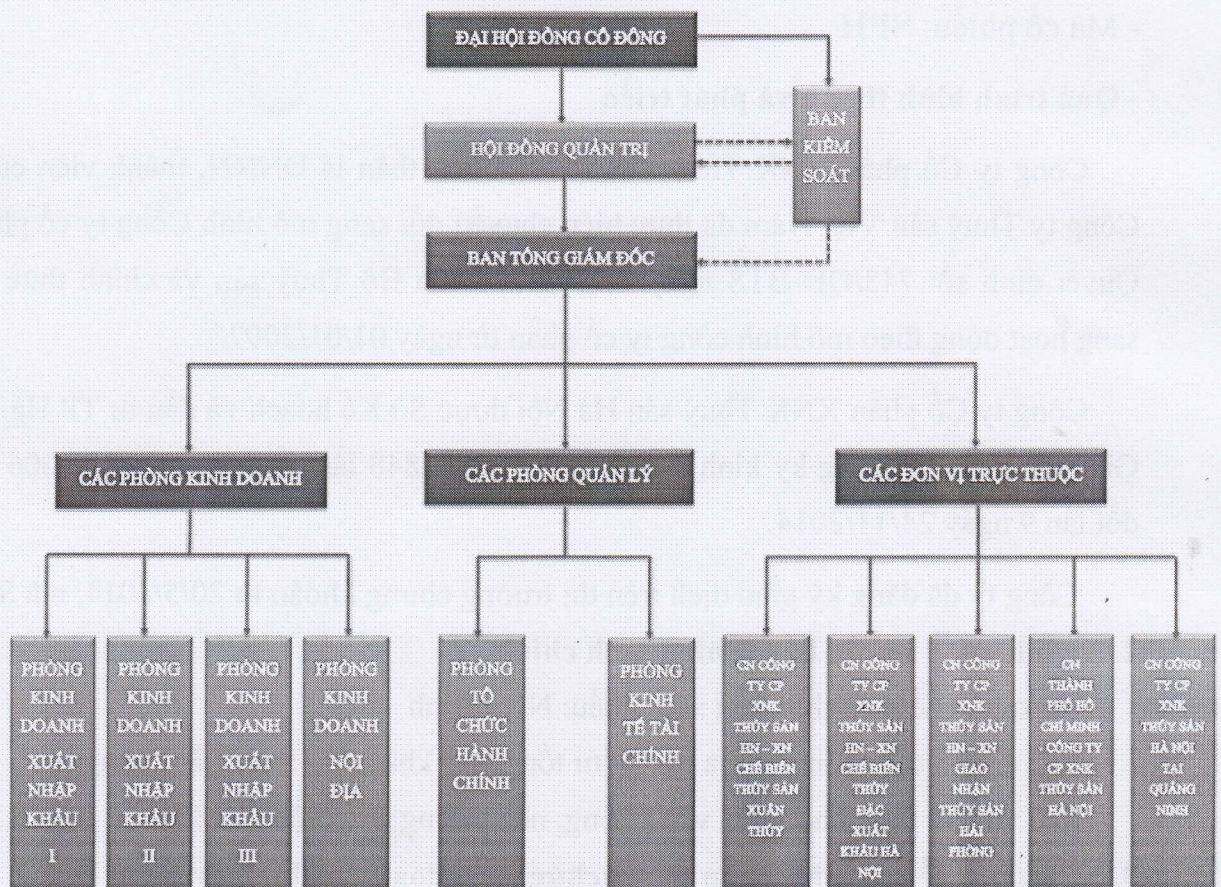 ĐẠI HỘI ĐỒNG CỔ ĐÔNG
BAN
KIỂM
SOÁT
HỘI ĐỒNG QUẢN TRỊ
BAN TỔNG GIÁM ĐỐC
CÁC PHÒNG KINH DOANH
CÁC PHÒNG QUẢN LÝ
CÁC ĐƠN VỊ TRỰC THUỘC
PHÒNG
KINH
DOANH
XUẤT
NHẬP
KHẨU
I
PHÒNG
KINH
DOANH
XUẤT
NHẬP
KHẨU
II
PHÒNG
KINH
DOANH
XUẤT
NHẬP
KHẨU
III
PHÒNG
KINH
DOANH
NỘI
ĐỊA
PHÒNG
TỔ
CHỨC
HÀNH
CHÍNH
PHÒNG
KINH
TẾ TÀI
CHÍNH
CN CÔNG
TY CP
XNK
THỦY SẢN
HN – XN
CHẾ BIẾN
THỦY SẢN
XUÂN
THỦY
CN CÔNG
TY CP
XNK
THỦY SẢN
HN – XN
CHẾ BIẾN
THỦY
ĐẶC
XUẤT
KHẨU HÀ
NỘI
CN CÔNG
TY CP
XNK
THỦY SẢN
HN – XN
GIAO
NHẬN
THỦY SẢN
HẢI
PHÒNG
CN
THÀNH
PHỐ HỒ
CHÍ MINH
- CÔNG TY
CP XNK
THỦY SẢN
HÀ NỘI
CN CÔNG
TY CP
XNK
THỦY SẢN
HÀ NỘI
TẠI
QUẢNG
NINH